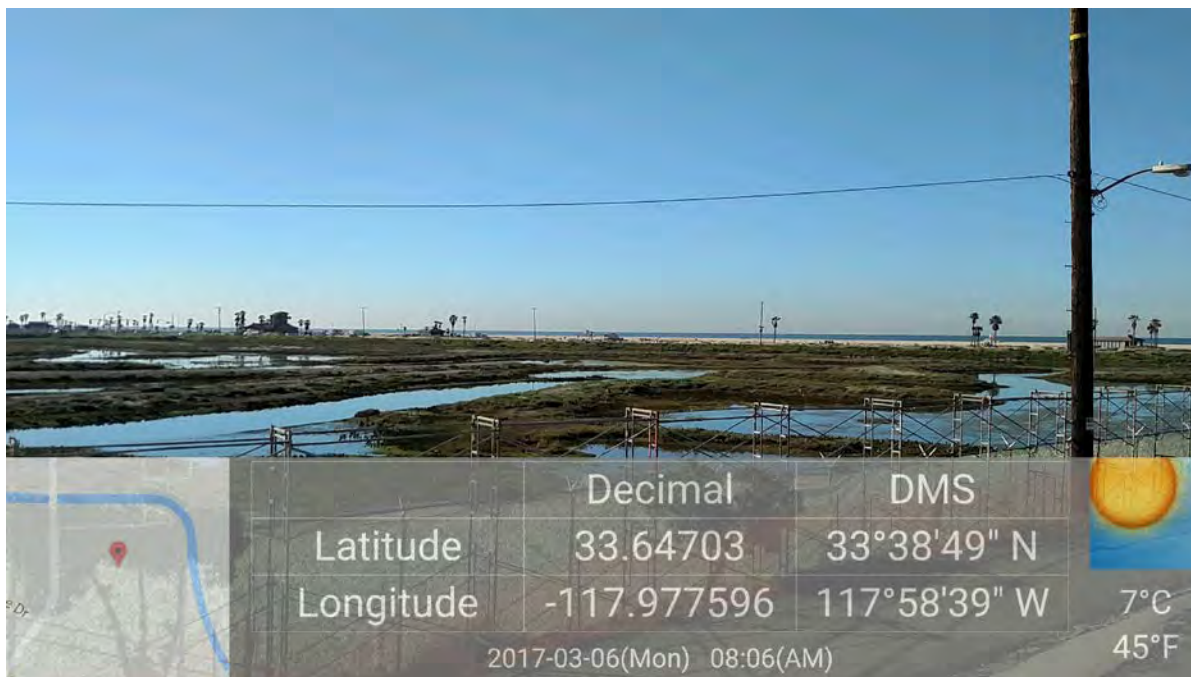 Decimal DMS
Latitude 33.64703 33°38'49" N
Longitude -117.977596 117°58'39" W
2017-03-06(Mon) 08:06(AM)
7°C
45°F
Dr